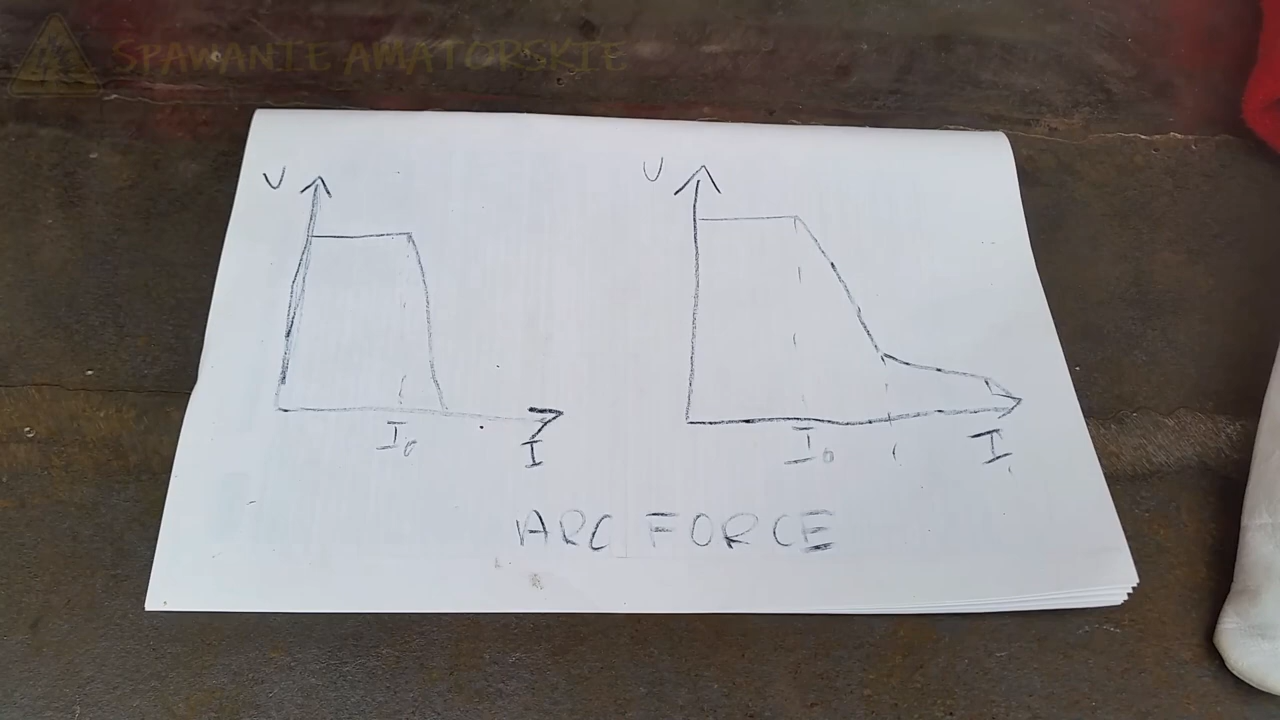 SPAWANIE AMATORSKIE
U
I₀
I
U
I₀
I
ARC FORCE